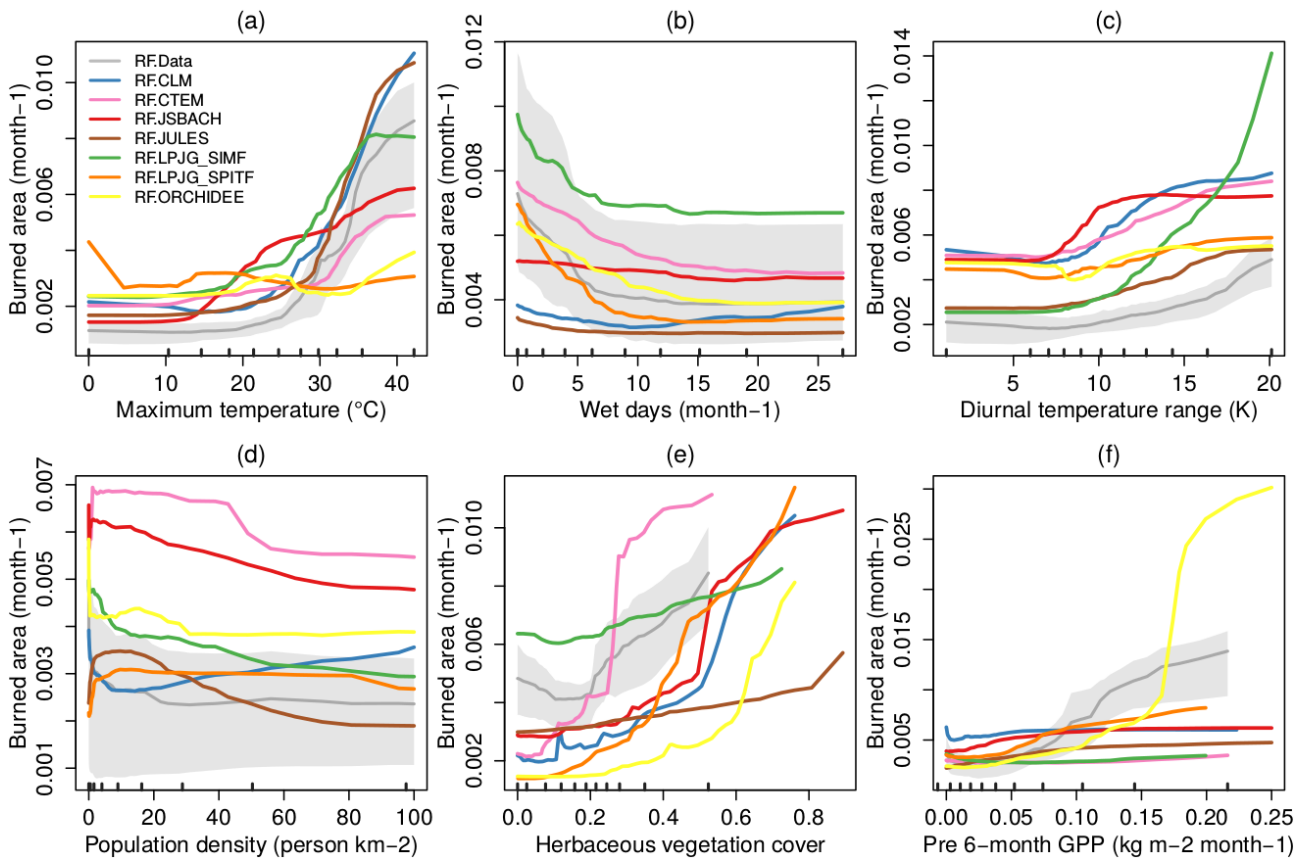 (a)
Burned area (month−1)
0.002
0.006
0.010
RF.Data
RF.CLM
RF.CTEM
RF.JSBACH
RF.JULES
RF.LPJG_SIMF
RF.LPJG_SPITF
RF.ORCHIDEE
0 10 20 30 40
Maximum temperature (°C)
(b)
Burned area (month−1)
0.004
0.008
0.012
0 5 10 15 20 25
Wet days (month−1)
(c)
Burned area (month−1)
0.002
0.006
0.010
0.014
5 10 15 20
Diurnal temperature range (K)
(d)
Burned area (month−1)
0.001
0.003
0.005
0.007
0 20 40 60 80 100
Population density (person km−2)
(e)
Burned area (month−1)
0.002
0.006
0.010
0.0 0.2 0.4 0.6 0.8
Herbaceous vegetation cover
(f)
Burned area (month−1)
0.005
0.015
0.025
0.00 0.05 0.10 0.15 0.20 0.25
Pre 6−month GPP (kg m−2 month−1)